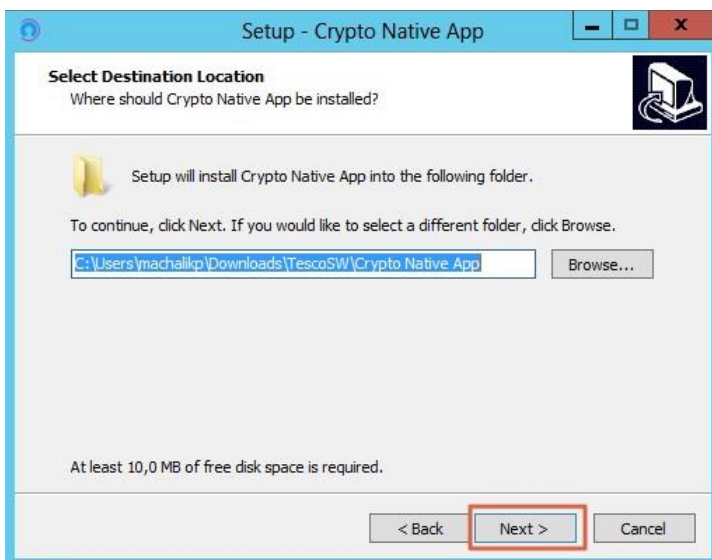 Setup - Crypto Native App
Select Destination Location
Where should Crypto Native App be installed?
Setup will install Crypto Native App into the following folder.
To continue, click Next. If you would like to select a different folder, click Browse.
C:\Users\machalikp\Downloads\TescoSW\Crypto Native App
Browse...
At least 10,0 MB of free disk space is required.
< Back Next > Cancel